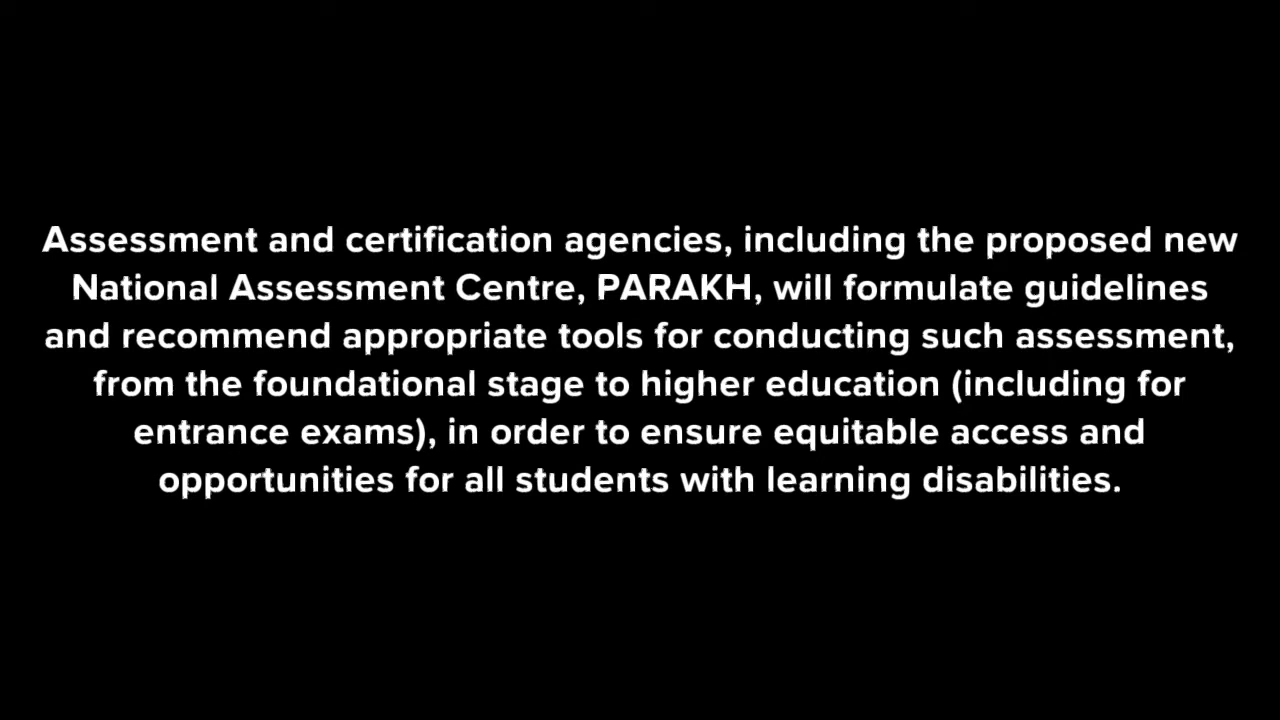 Assessment and certification agencies, including the proposed new
National Assessment Centre, PARAKH, will formulate guidelines
and recommend appropriate tools for conducting such assessment,
from the foundational stage to higher education (including for
entrance exams), in order to ensure equitable access and
opportunities for all students with learning disabilities.